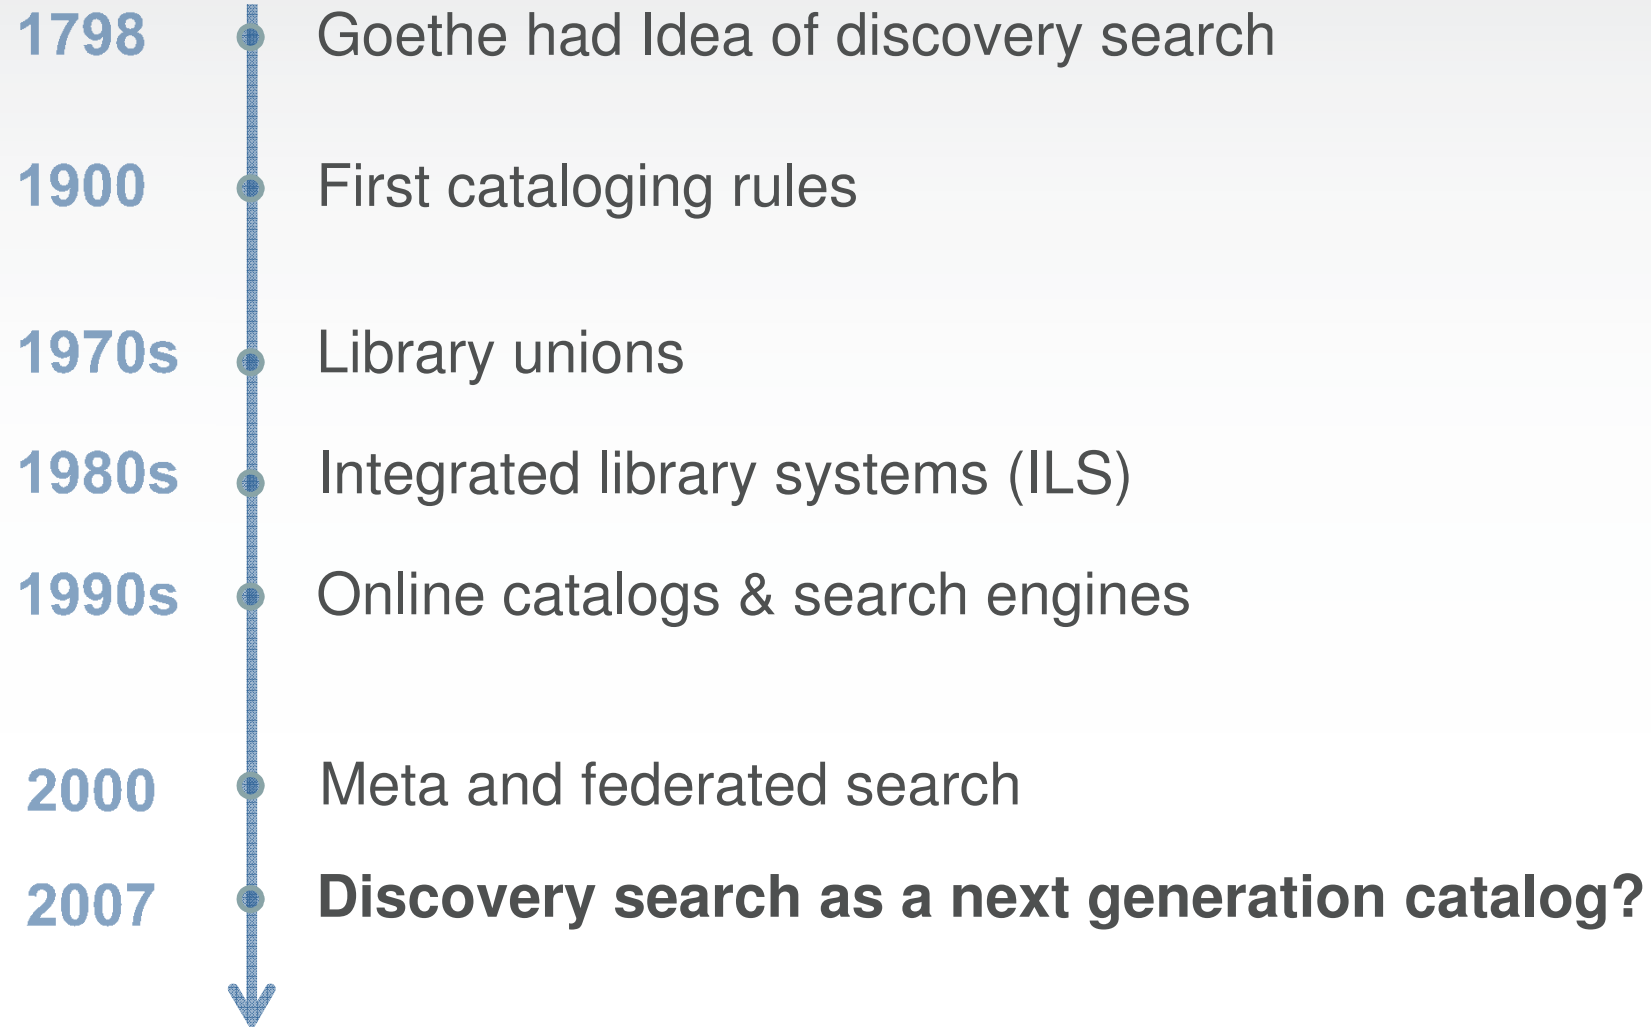 1798 Goethe had Idea of discovery search
1900 First cataloging rules
1970s Library unions
1980s Integrated library systems (ILS)
1990s Online catalogs & search engines
2000 Meta and federated search
2007 Discovery search as a next generation catalog?